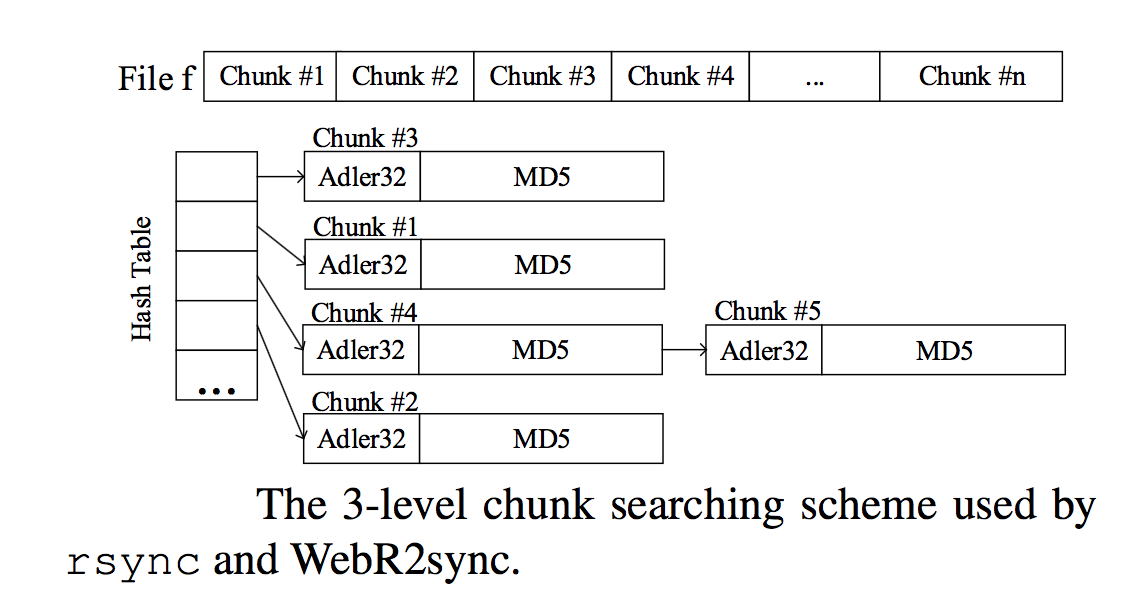 File f Chunk #1 Chunk #2 Chunk #3 Chunk #4 ... Chunk #n
Hash Table
...
Chunk #3
Adler32 MD5
Chunk #1
Adler32 MD5
Chunk #4
Adler32 MD5
Chunk #5
Adler32 MD5
Chunk #2
Adler32 MD5
The 3-level chunk searching scheme used by
rsync and WebR2sync.